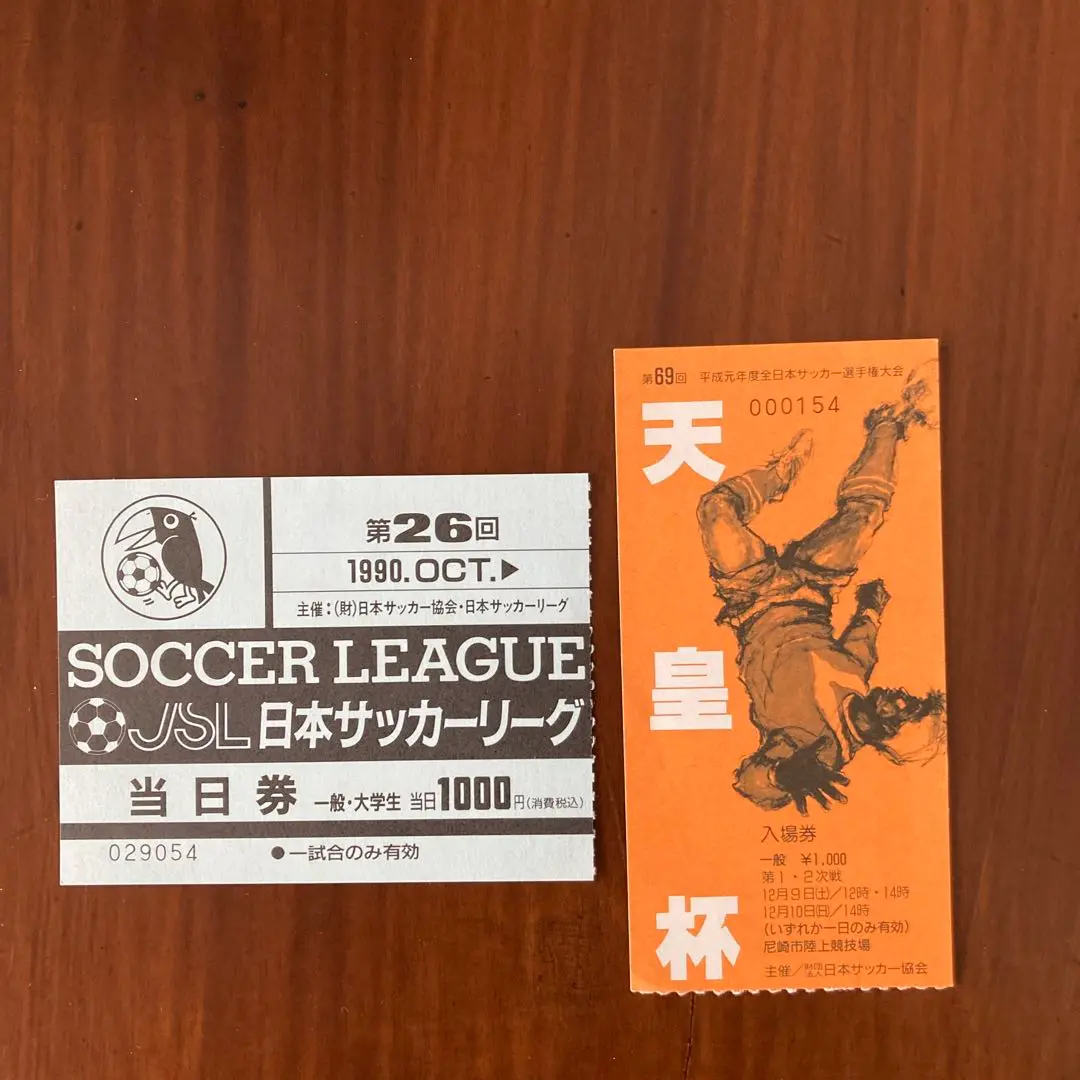 第26回
1990.OCT.▶
主催:(財)日本サッカー協会・日本サッカーリーグ
SOCCER LEAGUE
JSL 日本サッカーリーグ
当日券 一般・大学生 当日1000円(消費税込)
029054 ●一試合のみ有効
第69回 平成元年度全日本サッカー選手権大会
000154
天皇杯
入場券
一般 ¥1,000
第1・2次戦
12月9日(土)/12時・14時
12月10日(日)/14時
(いずれか一日のみ有効)
尼崎市陸上競技場
主催/財団法人日本サッカー協会